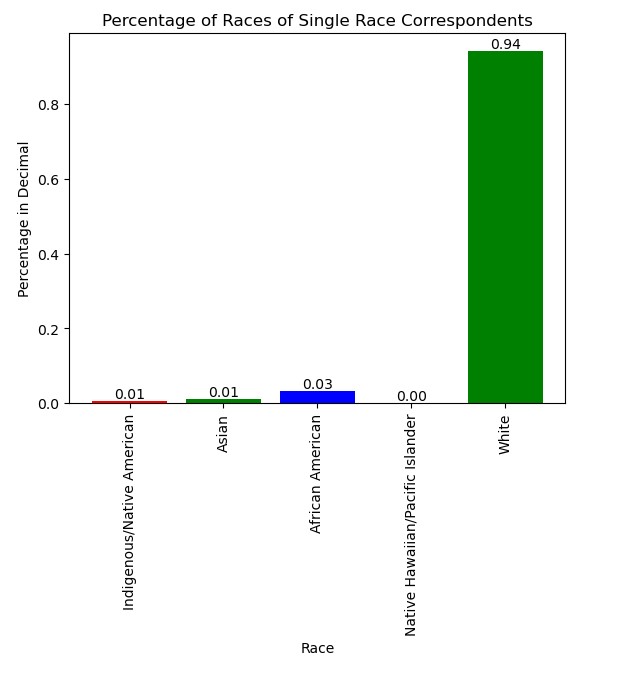 Percentage of Races of Single Race Correspondents
0.94
0.8
0.6
0.4
0.2
0.0
Percentage in Decimal
0.01
0.01
0.03
0.00
Indigenous/Native American
Asian
African American
Native Hawaiian/Pacific Islander
White
Race